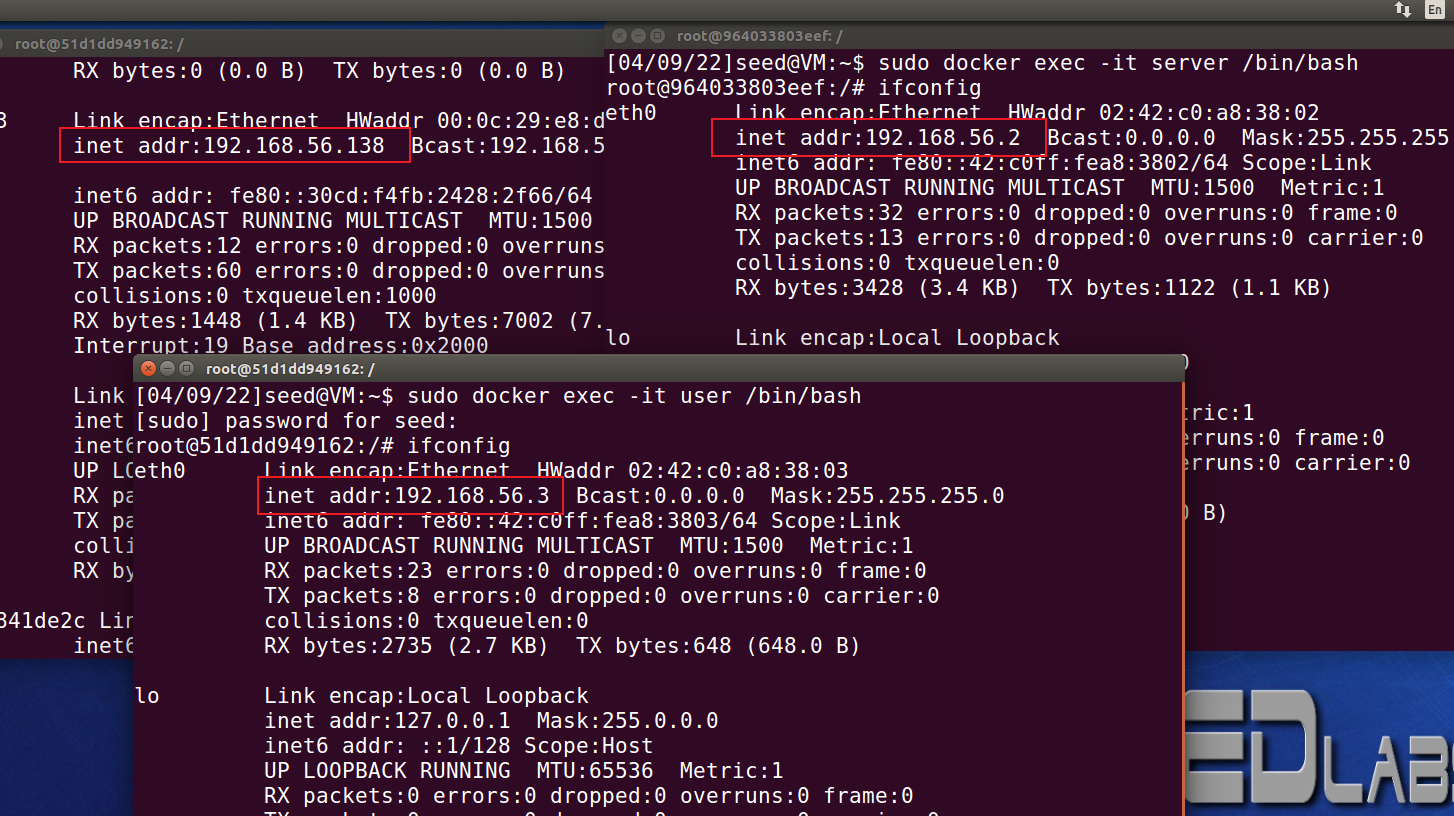 En
root@51d1dd949162: /
RX bytes:0 (0.0 B)  TX bytes:0 (0.0 B)
3 Link encap:Ethernet  HWaddr 00:0c:29:e8:d
inet addr:192.168.56.138  Bcast:192.168.5
inet6 addr: fe80::30cd:f4fb:2428:2f66/64
UP BROADCAST RUNNING MULTICAST  MTU:1500
RX packets:12 errors:0 dropped:0 overruns
TX packets:60 errors:0 dropped:0 overruns
collisions:0 txqueuelen:1000
RX bytes:1448 (1.4 KB)  TX bytes:7002 (7.
Interrupt:19 Base address:0x2000
Link
inet
inet6
UP LO
RX pa
TX pa
colli
RX by
841de2c Lin
inet6
root@964033803eef: /
[04/09/22]seed@VM:~$ sudo docker exec -it server /bin/bash
root@964033803eef:/# ifconfig
eth0      Link encap:Ethernet  HWaddr 02:42:c0:a8:38:02
inet addr:192.168.56.2  Bcast:0.0.0.0  Mask:255.255.255
inet6 addr: fe80::42:c0ff:fea8:3802/64 Scope:Link
UP BROADCAST RUNNING MULTICAST  MTU:1500  Metric:1
RX packets:32 errors:0 dropped:0 overruns:0 frame:0
TX packets:13 errors:0 dropped:0 overruns:0 carrier:0
collisions:0 txqueuelen:0
RX bytes:3428 (3.4 KB)  TX bytes:1122 (1.1 KB)
lo        Link encap:Local Loopback
0
tric:1
erruns:0 frame:0
erruns:0 carrier:0
0 B)
root@51d1dd949162: /
[04/09/22]seed@VM:~$ sudo docker exec -it user /bin/bash
[sudo] password for seed:
root@51d1dd949162:/# ifconfig
eth0      Link encap:Ethernet  HWaddr 02:42:c0:a8:38:03
inet addr:192.168.56.3  Bcast:0.0.0.0  Mask:255.255.255.0
inet6 addr: fe80::42:c0ff:fea8:3803/64 Scope:Link
UP BROADCAST RUNNING MULTICAST  MTU:1500  Metric:1
RX packets:23 errors:0 dropped:0 overruns:0 frame:0
TX packets:8 errors:0 dropped:0 overruns:0 carrier:0
collisions:0 txqueuelen:0
RX bytes:2735 (2.7 KB)  TX bytes:648 (648.0 B)
lo        Link encap:Local Loopback
inet addr:127.0.0.1  Mask:255.0.0.0
inet6 addr: ::1/128 Scope:Host
UP LOOPBACK RUNNING  MTU:65536  Metric:1
RX packets:0 errors:0 dropped:0 overruns:0 frame:0
ED LABS